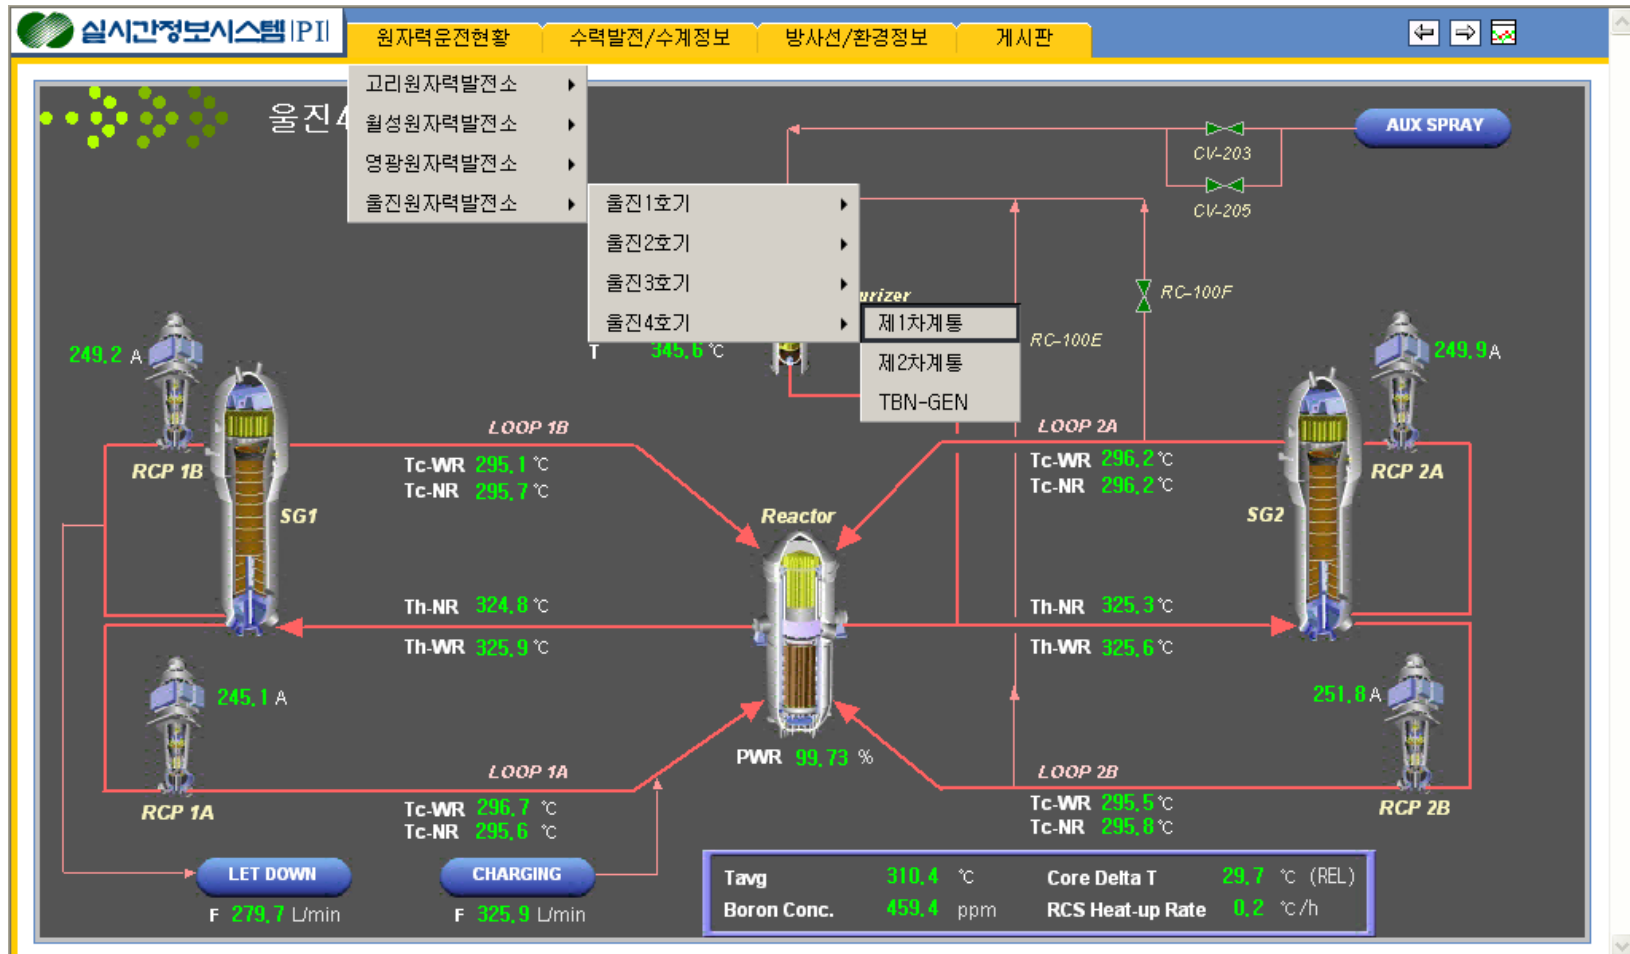 실시간정보시스템 |PI|
원자력운전현황 수력발전/수계정보 방사선/환경정보 게시판
고리원자력발전소
월성원자력발전소
영광원자력발전소
울진원자력발전소
울진4
울진1호기
울진2호기
울진3호기
울진4호기
제1차계통
제2차계통
TBN-GEN
AUX SPRAY
CV-203
CV-205
urizer
RC-100F
RC-100E
T 345.6 ℃
249.2 A
249.9 A
LOOP 1B
LOOP 2A
RCP 1B
Tc-WR 295.1 ℃
Tc-NR 295.7 ℃
Tc-WR 296.2 ℃
Tc-NR 296.2 ℃
RCP 2A
SG1
Reactor
SG2
Th-NR 324.8 ℃
Th-WR 325.9 ℃
Th-NR 325.3 ℃
Th-WR 325.6 ℃
245.1 A
251.8 A
PWR 99.73 %
LOOP 1A
LOOP 2B
RCP 1A
Tc-WR 296.7 ℃
Tc-NR 295.6 ℃
Tc-WR 295.5 ℃
Tc-NR 295.8 ℃
RCP 2B
LET DOWN
F 279.7 L/min
CHARGING
F 325.9 L/min
Tavg 310.4 ℃ Core Delta T 29.7 ℃ (REL)
Boron Conc. 459.4 ppm RCS Heat-up Rate 0.2 ℃/h